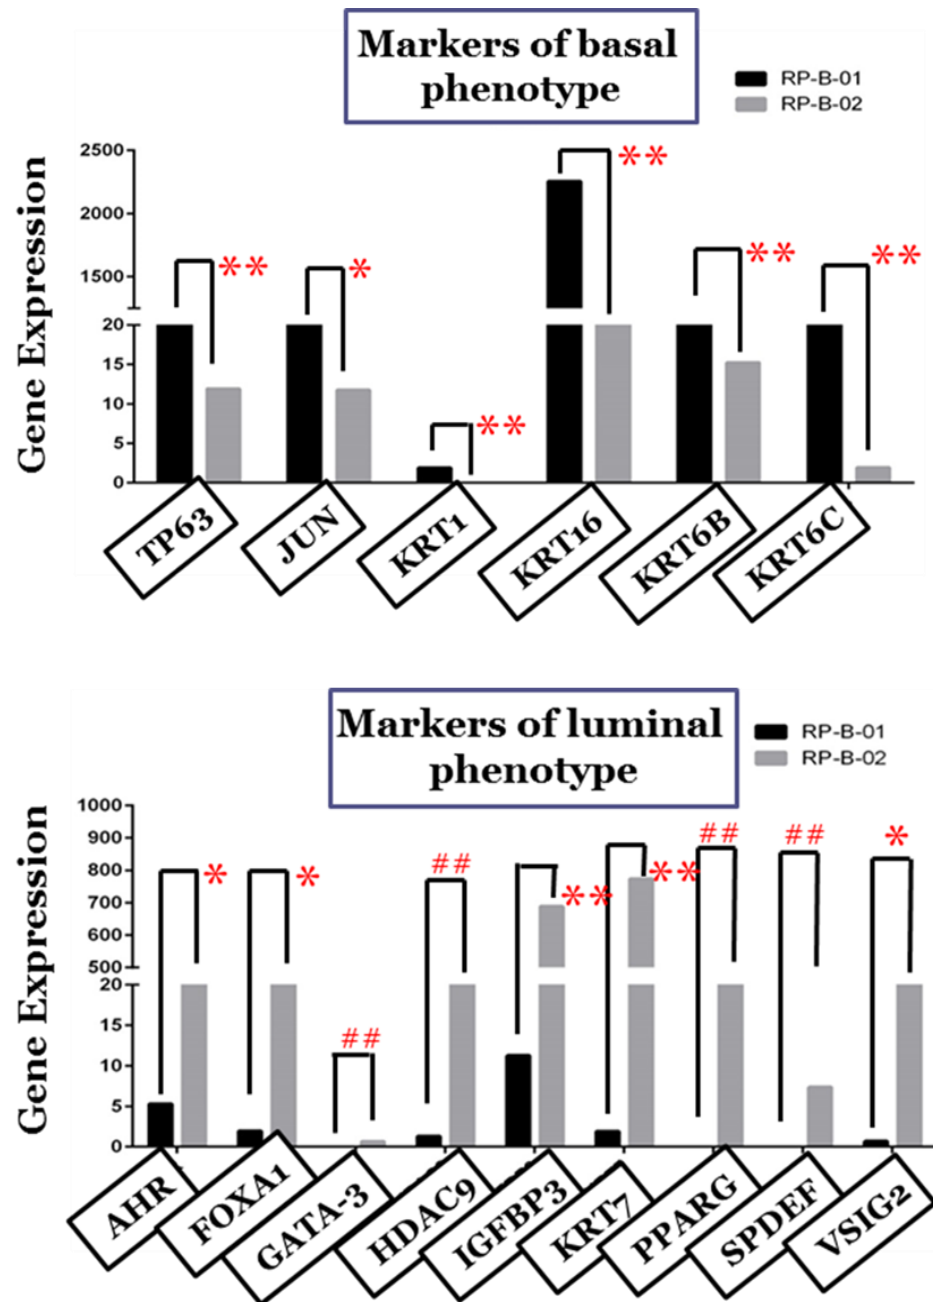 Markers of basal
phenotype
RP-B-01
RP-B-02
Gene Expression
2500
2000
1500
20
15
10
5
0
**
*
**
**
**
**
TP63
JUN
KRT1
KRT16
KRT6B
KRT6C
Markers of luminal
phenotype
RP-B-01
RP-B-02
Gene Expression
1000
900
800
700
600
500
20
15
10
5
0
*
*
##
##
**
**
##
##
*
AHR
FOXA1
GATA-3
HDAC9
IGFBP3
KRT7
PPARG
SPDEF
VSIG2